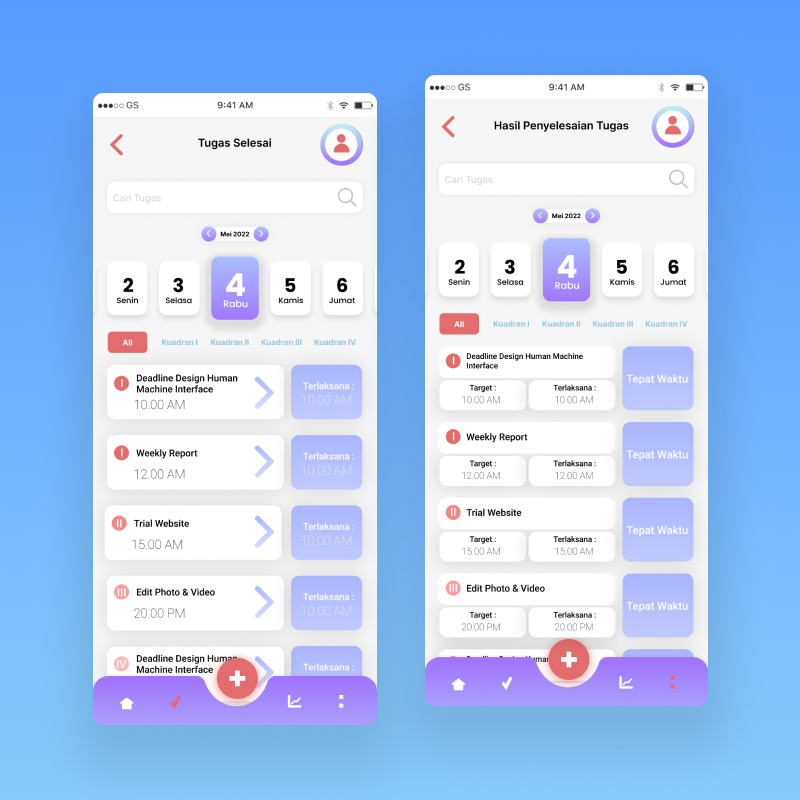 GS 9:41 AM
Tugas Selesai
Cari Tugas
Mei 2022
2 3 4 5 6
Senin Selasa Rabu Kamis Jumat
All Kuadran I Kuadran II Kuadran III Kuadran IV
I Deadline Design Human
Machine Interface
10.00 AM
Terlaksana :
10.00 AM
I Weekly Report
12.00 AM
Terlaksana :
10.00 AM
II Trial Website
15.00 AM
Terlaksana :
10.00 AM
III Edit Photo & Video
20.00 PM
Terlaksana :
10.00 AM
IV Deadline Design Human
Machine Interface
Terlaksana :
GS 9:41 AM
Hasil Penyelesaian Tugas
Cari Tugas
Mei 2022
2 3 4 5 6
Senin Selasa Rabu Kamis Jumat
All Kuadran I Kuadran II Kuadran III Kuadran IV
I Deadline Design Human Machine
Interface
Target : Terlaksana :
10.00 AM 10.00 AM
Tepat Waktu
I Weekly Report
Target : Terlaksana :
12.00 AM 12.00 AM
Tepat Waktu
II Trial Website
Target : Terlaksana :
15.00 AM 15.00 AM
Tepat Waktu
III Edit Photo & Video
Target : Terlaksana :
20.00 PM 20.00 PM
Tepat Waktu